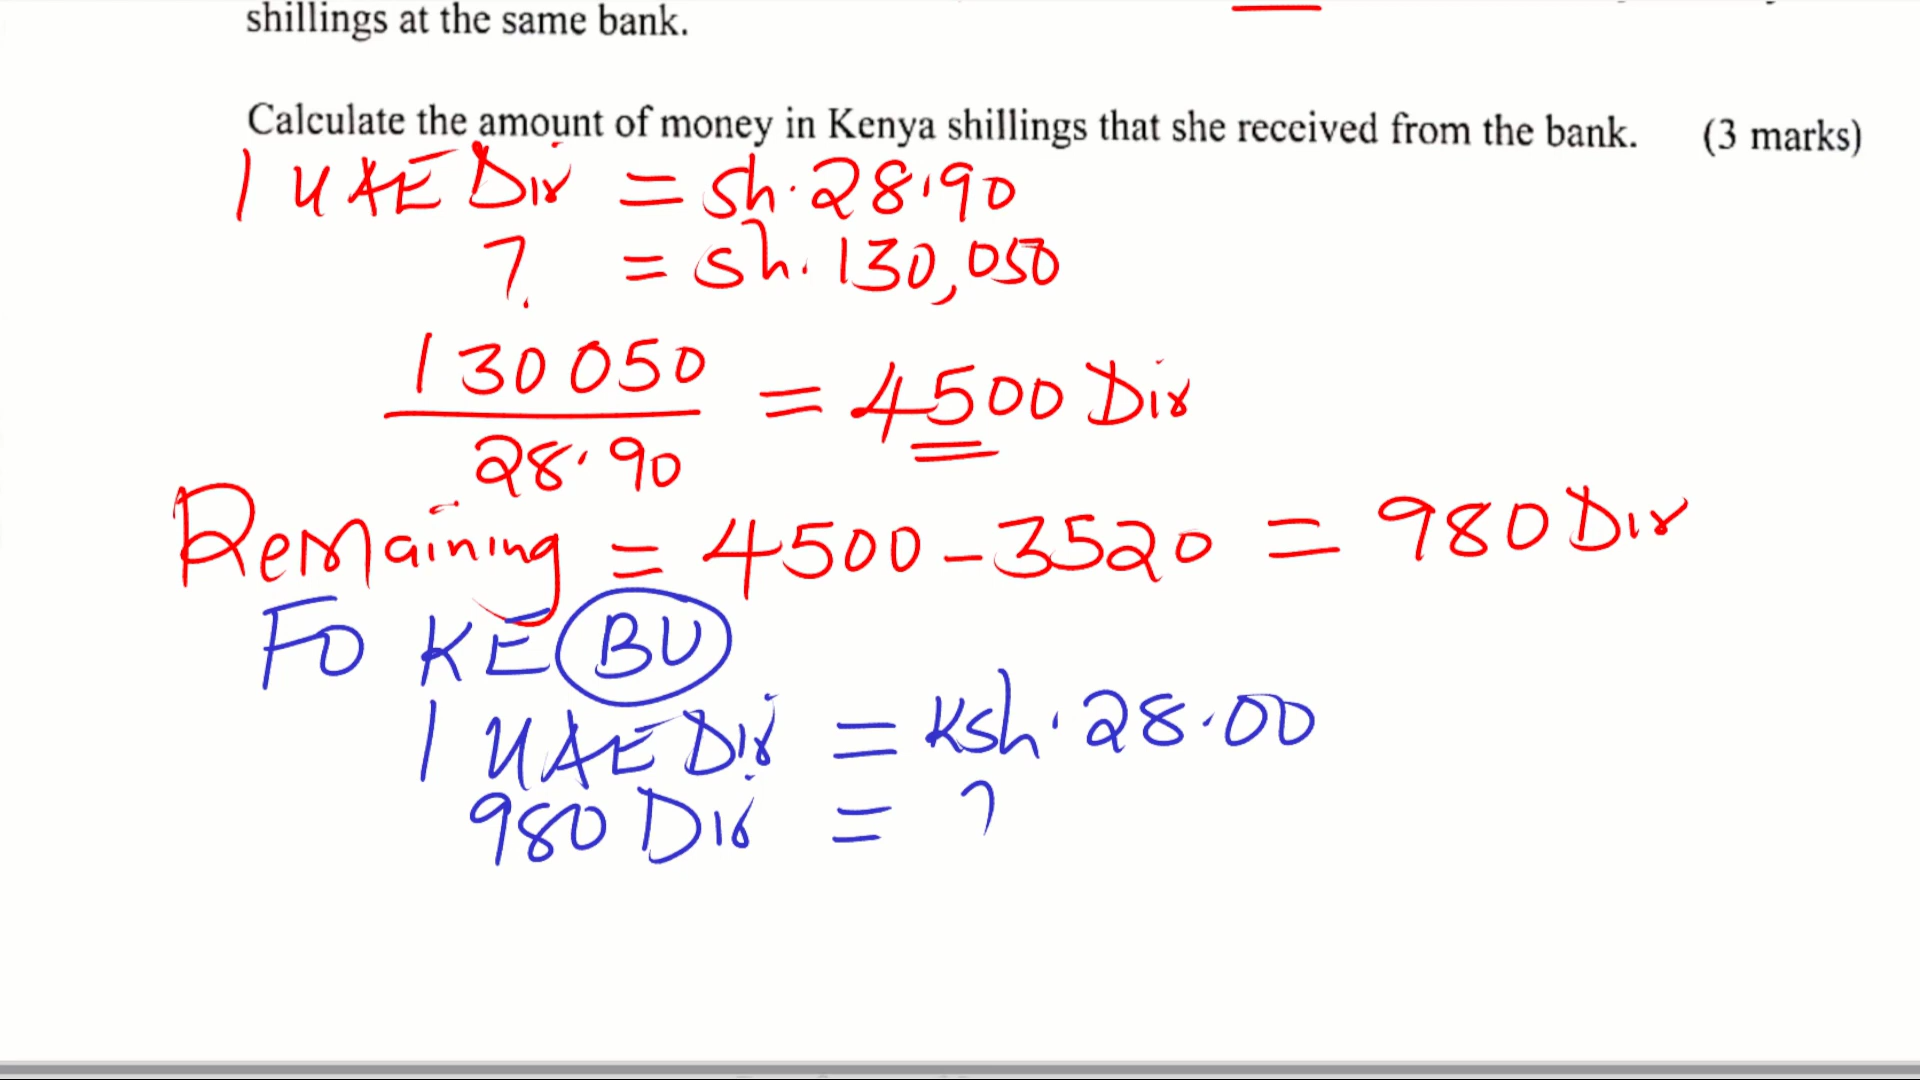 shillings at the same bank.
Calculate the amount of money in Kenya shillings that she received from the bank. (3 marks)
1 UAE Dir = sh. 28.90
? = sh. 130,050
130 050
28.90
= 4500 Dir
Remaining = 4500 - 3520 = 980 Dir
FO KE BU
1 UAE Dir = Ksh. 28.00
980 Dir = ?